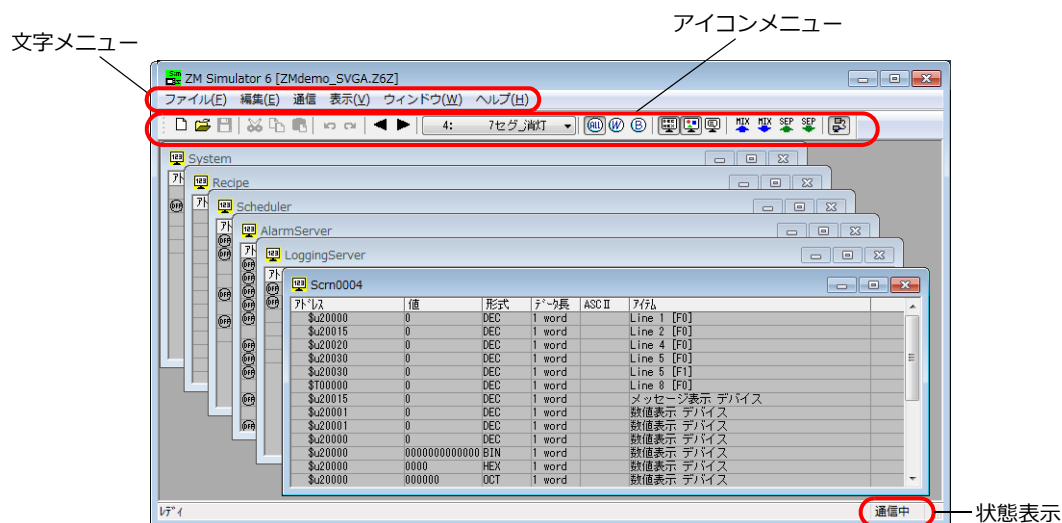 アイコンメニュー
文字メニュー
ZM Simulator 6 [ZMdemo_SVGA.Z6Z]
ファイル(F) 編集(E) 通信 表示(V) ウィンドウ(W) ヘルプ(H)
4: 7セグ_消灯 All W B MIX MIX SEP SEP
System
Recipe
Scheduler
AlarmServer
LoggingServer
Scrn0004
アドレス 値 形式 データ長 ASCⅡ アイテム
$u20000 0 DEC 1 word Line 1 [F0]
$u20015 0 DEC 1 word Line 2 [F0]
$u20020 0 DEC 1 word Line 4 [F0]
$u20030 0 DEC 1 word Line 5 [F0]
$u20030 0 DEC 1 word Line 5 [F1]
$T00000 0 DEC 1 word Line 8 [F0]
$u20015 0 DEC 1 word メッセージ表示 デバイス
$u20001 0 DEC 1 word 数値表示 デバイス
$u20001 0 DEC 1 word 数値表示 デバイス
$u20000 0 DEC 1 word 数値表示 デバイス
$u20000 0000000000000 BIN 1 word 数値表示 デバイス
$u20000 0000 HEX 1 word 数値表示 デバイス
$u20000 000000 OCT 1 word 数値表示 デバイス
レディ 通信中
状態表示